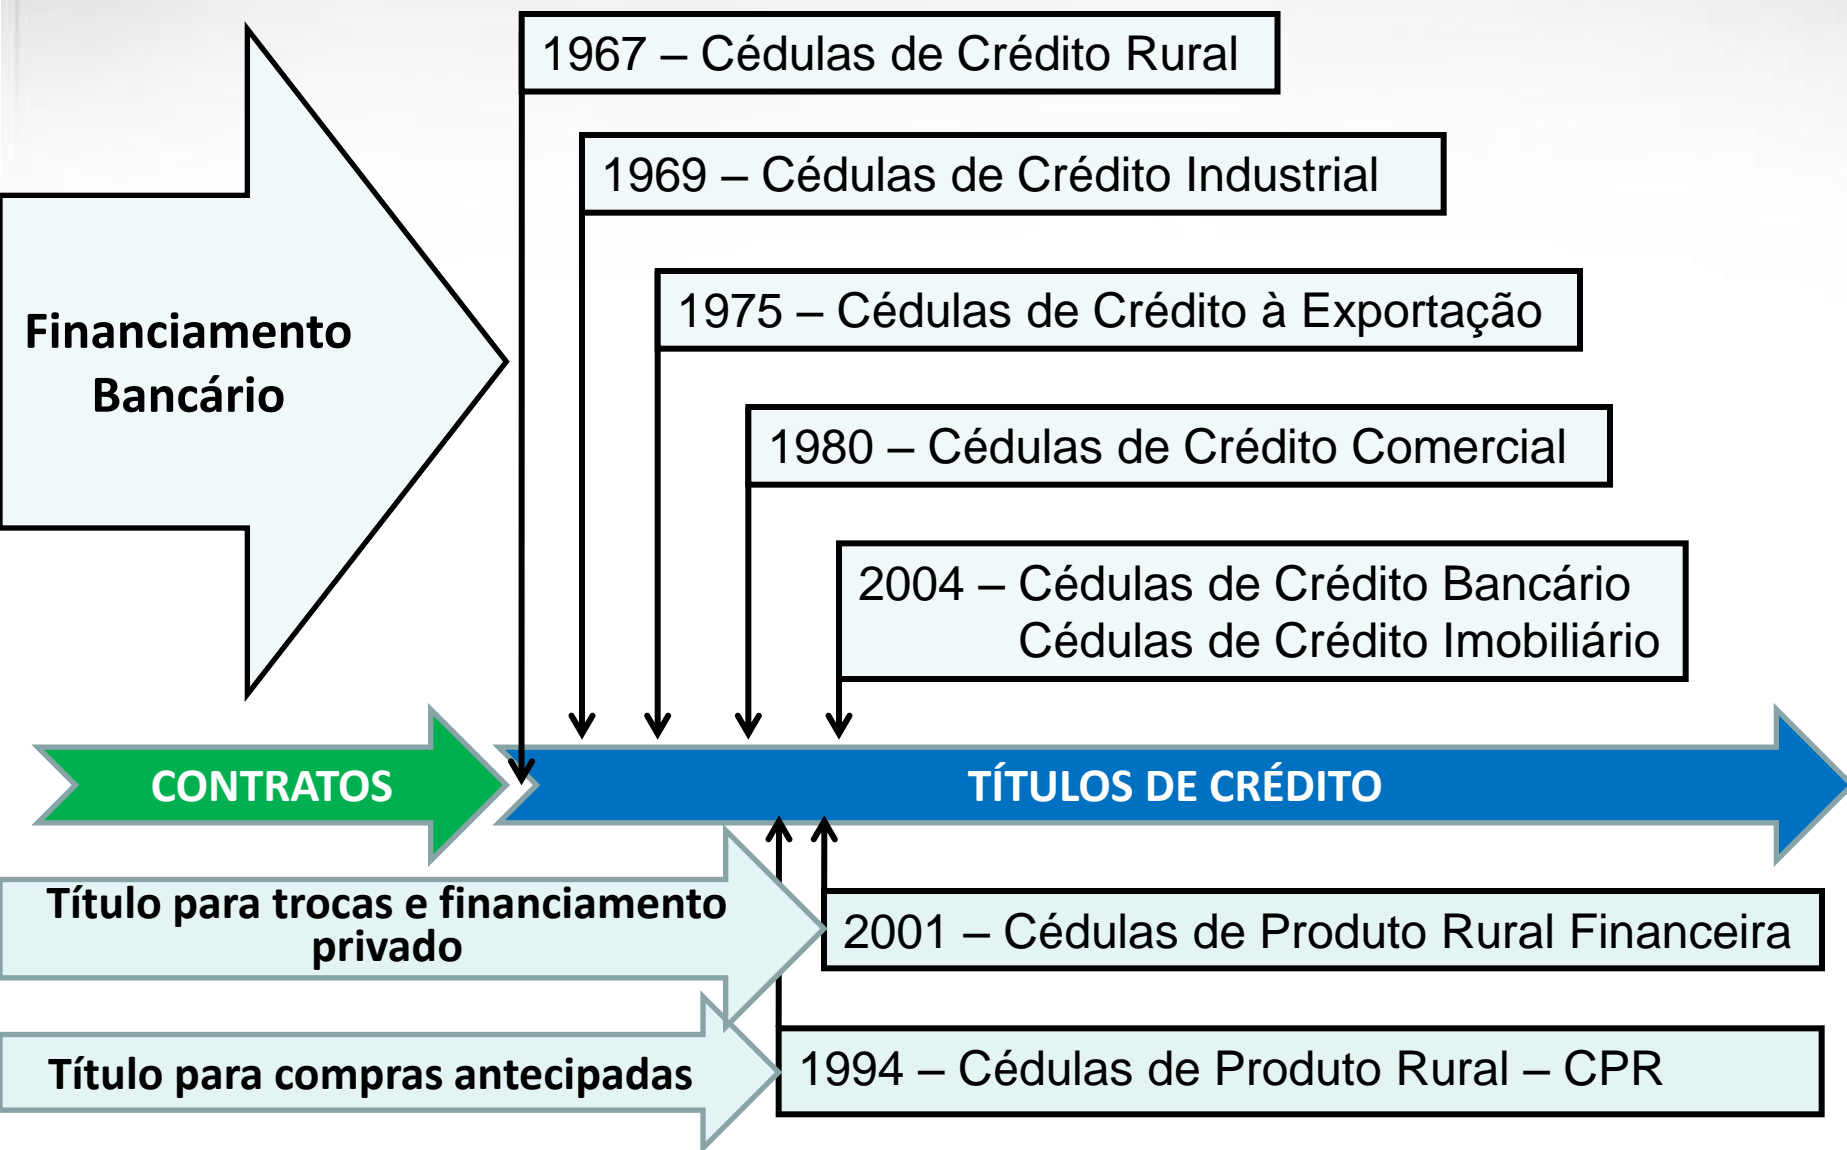 1967 – Cédulas de Crédito Rural
1969 – Cédulas de Crédito Industrial
1975 – Cédulas de Crédito à Exportação
Financiamento
Bancário
1980 – Cédulas de Crédito Comercial
2004 – Cédulas de Crédito Bancário
Cédulas de Crédito Imobiliário
CONTRATOS
TÍTULOS DE CRÉDITO
Título para trocas e financiamento
privado
2001 – Cédulas de Produto Rural Financeira
Título para compras antecipadas
1994 – Cédulas de Produto Rural – CPR